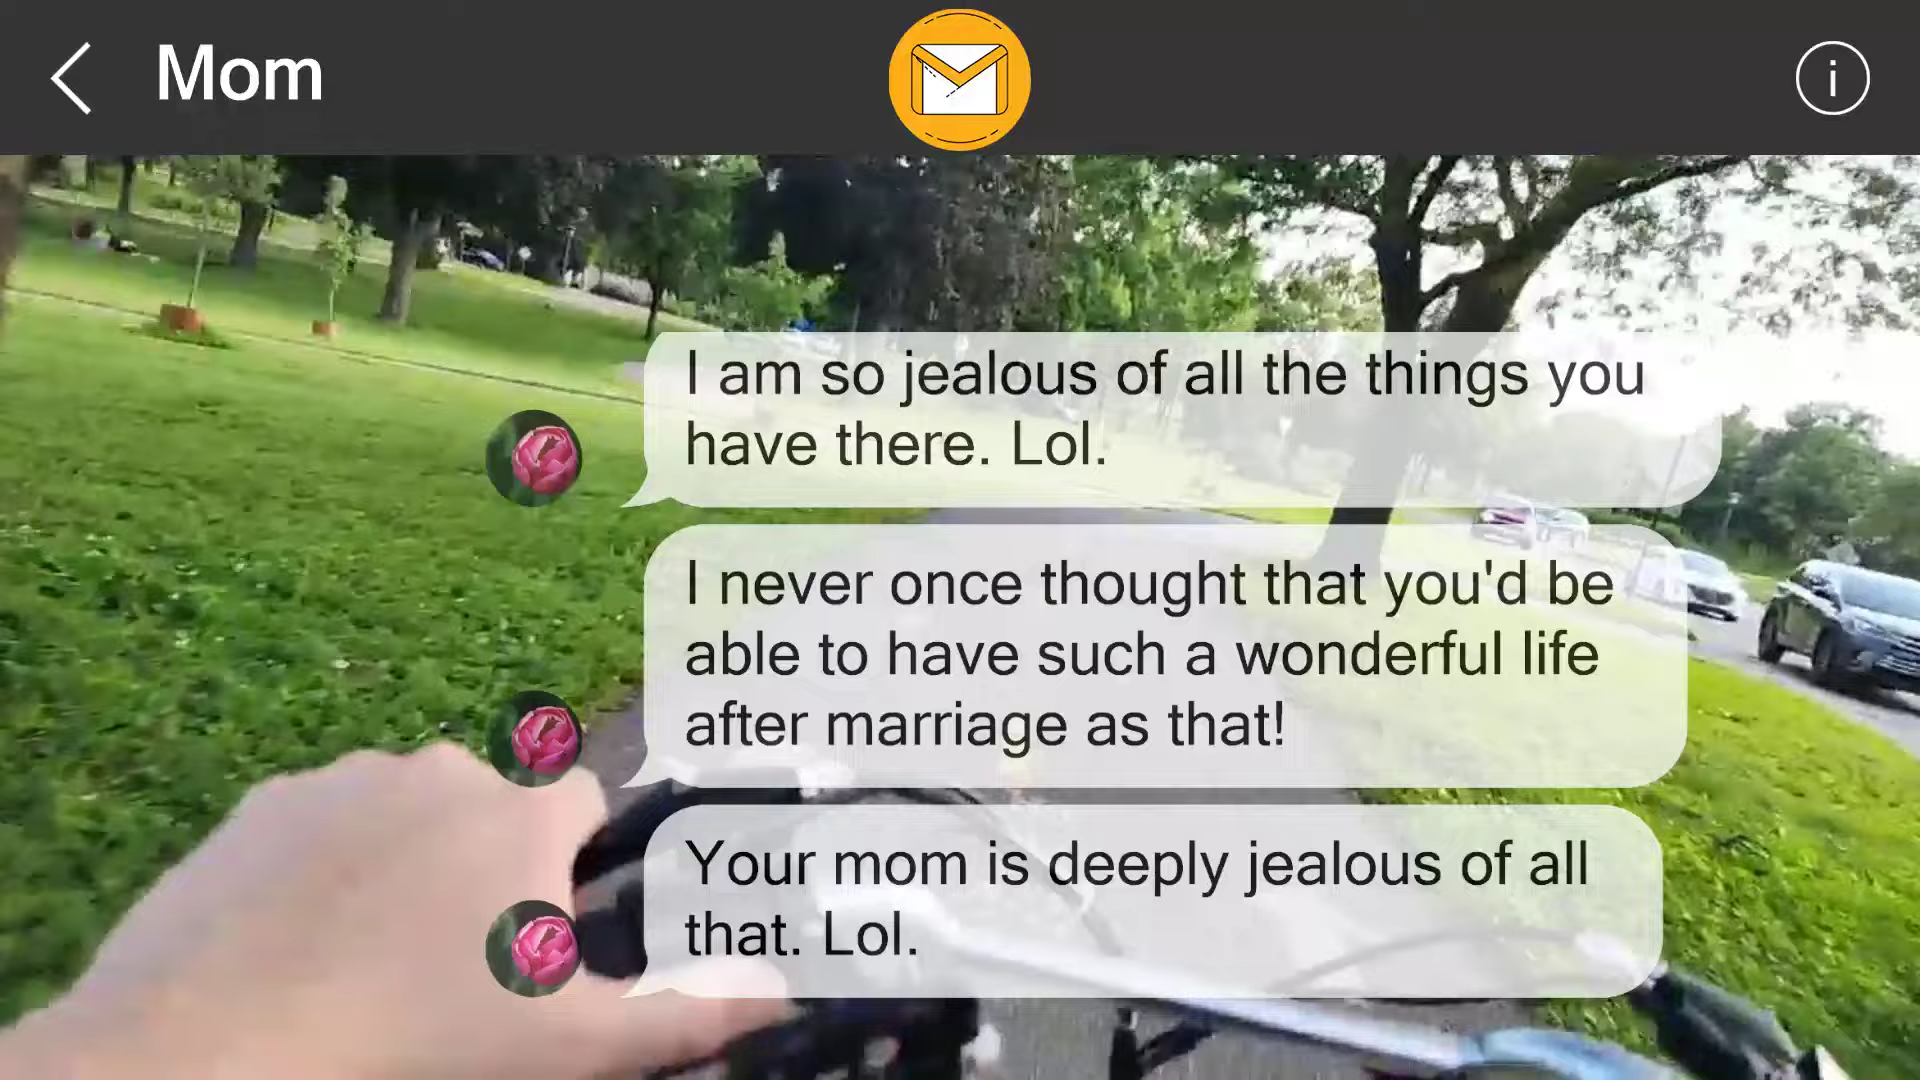 Mom
i
I am so jealous of all the things you
have there. Lol.
I never once thought that you'd be
able to have such a wonderful life
after marriage as that!
Your mom is deeply jealous of all
that. Lol.